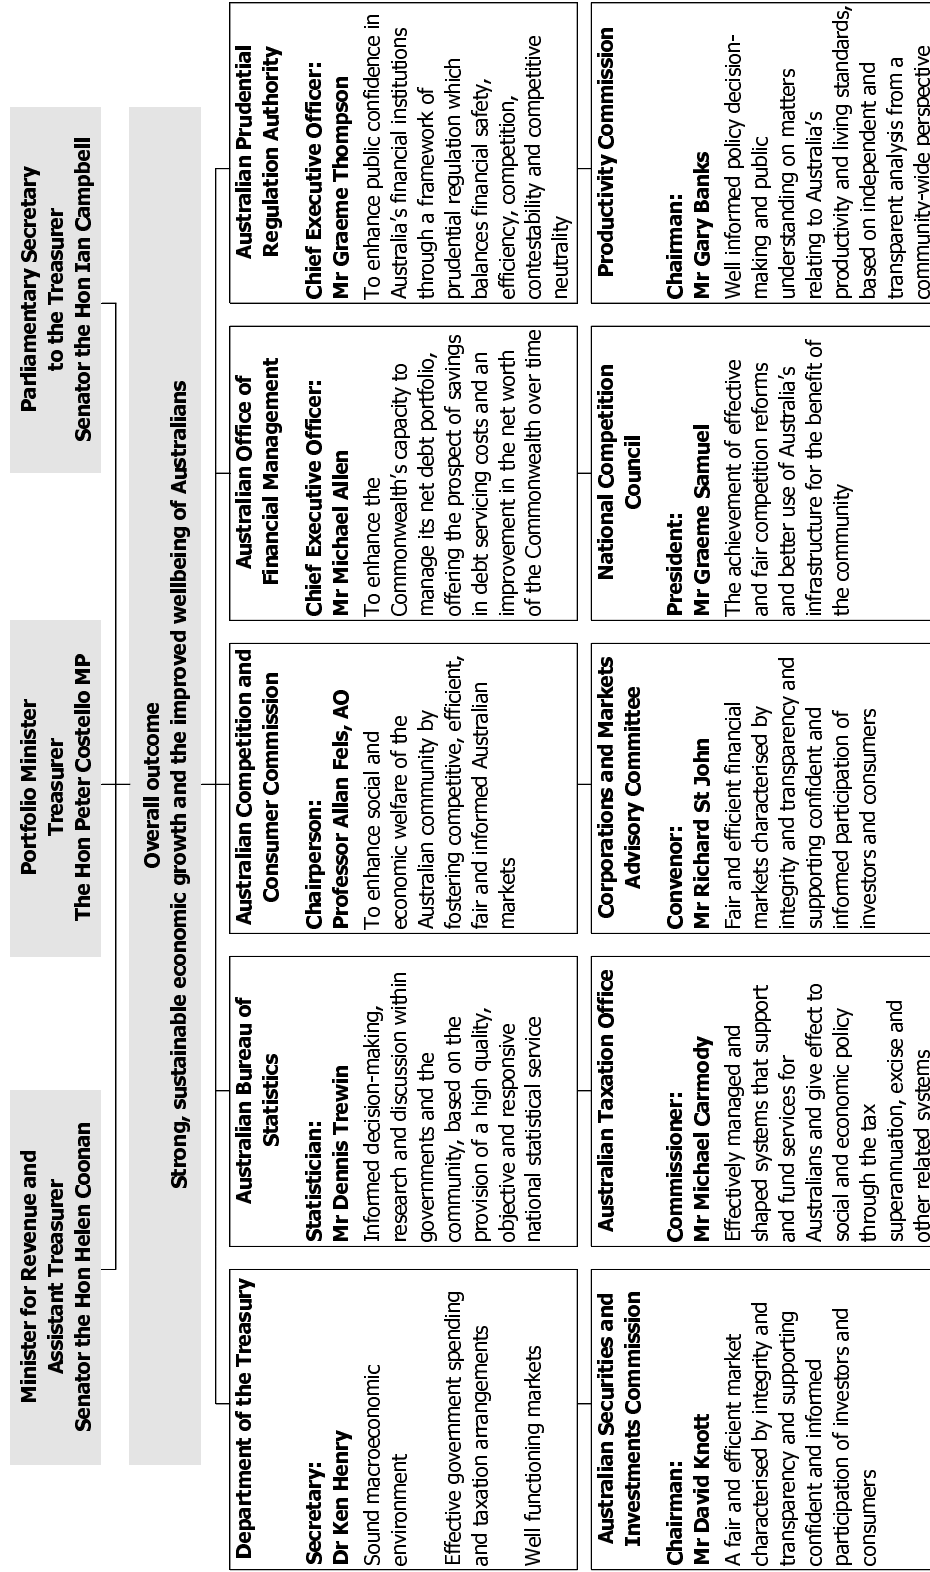 Minister for Revenue and
Assistant Treasurer
Senator the Hon Helen Coonan
Portfolio Minister
Treasurer
The Hon Peter Costello MP
Parliamentary Secretary
to the Treasurer
Senator the Hon Ian Campbell
Overall outcome
Strong, sustainable economic growth and the improved wellbeing of Australians
Department of the Treasury
Secretary:
Dr Ken Henry
Sound macroeconomic
environment
Effective government spending
and taxation arrangements
Well functioning markets
Australian Bureau of
Statistics
Statistician:
Mr Dennis Trewin
Informed decision-making,
research and discussion within
governments and the
community, based on the
provision of a high quality,
objective and responsive
national statistical service
Australian Competition and
Consumer Commission
Chairperson:
Professor Allan Fels, AO
To enhance social and
economic welfare of the
Australian community by
fostering competitive, efficient,
fair and informed Australian
markets
Australian Office of
Financial Management
Chief Executive Officer:
Mr Michael Allen
To enhance the
Commonwealth's capacity to
manage its net debt portfolio,
offering the prospect of savings
in debt servicing costs and an
improvement in the net worth
of the Commonwealth over time
Australian Prudential
Regulation Authority
Chief Executive Officer:
Mr Graeme Thompson
To enhance public confidence in
Australia's financial institutions
through a framework of
prudential regulation which
balances financial safety,
efficiency, competition,
contestability and competitive
neutrality
Australian Securities and
Investments Commission
Chairman:
Mr David Knott
A fair and efficient market
characterised by integrity and
transparency and supporting
confident and informed
participation of investors and
consumers
Australian Taxation Office
Commissioner:
Mr Michael Carmody
Effectively managed and
shaped systems that support
and fund services for
Australians and give effect to
social and economic policy
through the tax
superannuation, excise and
other related systems
Corporations and Markets
Advisory Committee
Convenor:
Mr Richard St John
Fair and efficient financial
markets characterised by
integrity and transparency and
supporting confident and
informed participation of
investors and consumers
National Competition
Council
President:
Mr Graeme Samuel
The achievement of effective
and fair competition reforms
and better use of Australia's
infrastructure for the benefit of
the community
Productivity Commission
Chairman:
Mr Gary Banks
Well informed policy decision-
making and public
understanding on matters
relating to Australia's
productivity and living standards,
based on independent and
transparent analysis from a
community-wide perspective